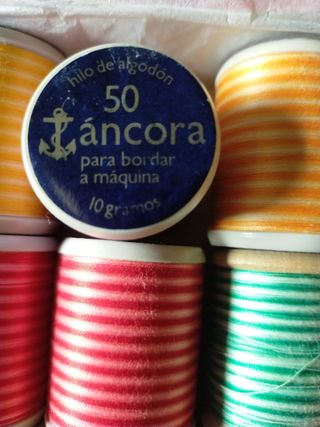 hilo de algodón
50
áncora
para bordar
a máquina
10 gramos